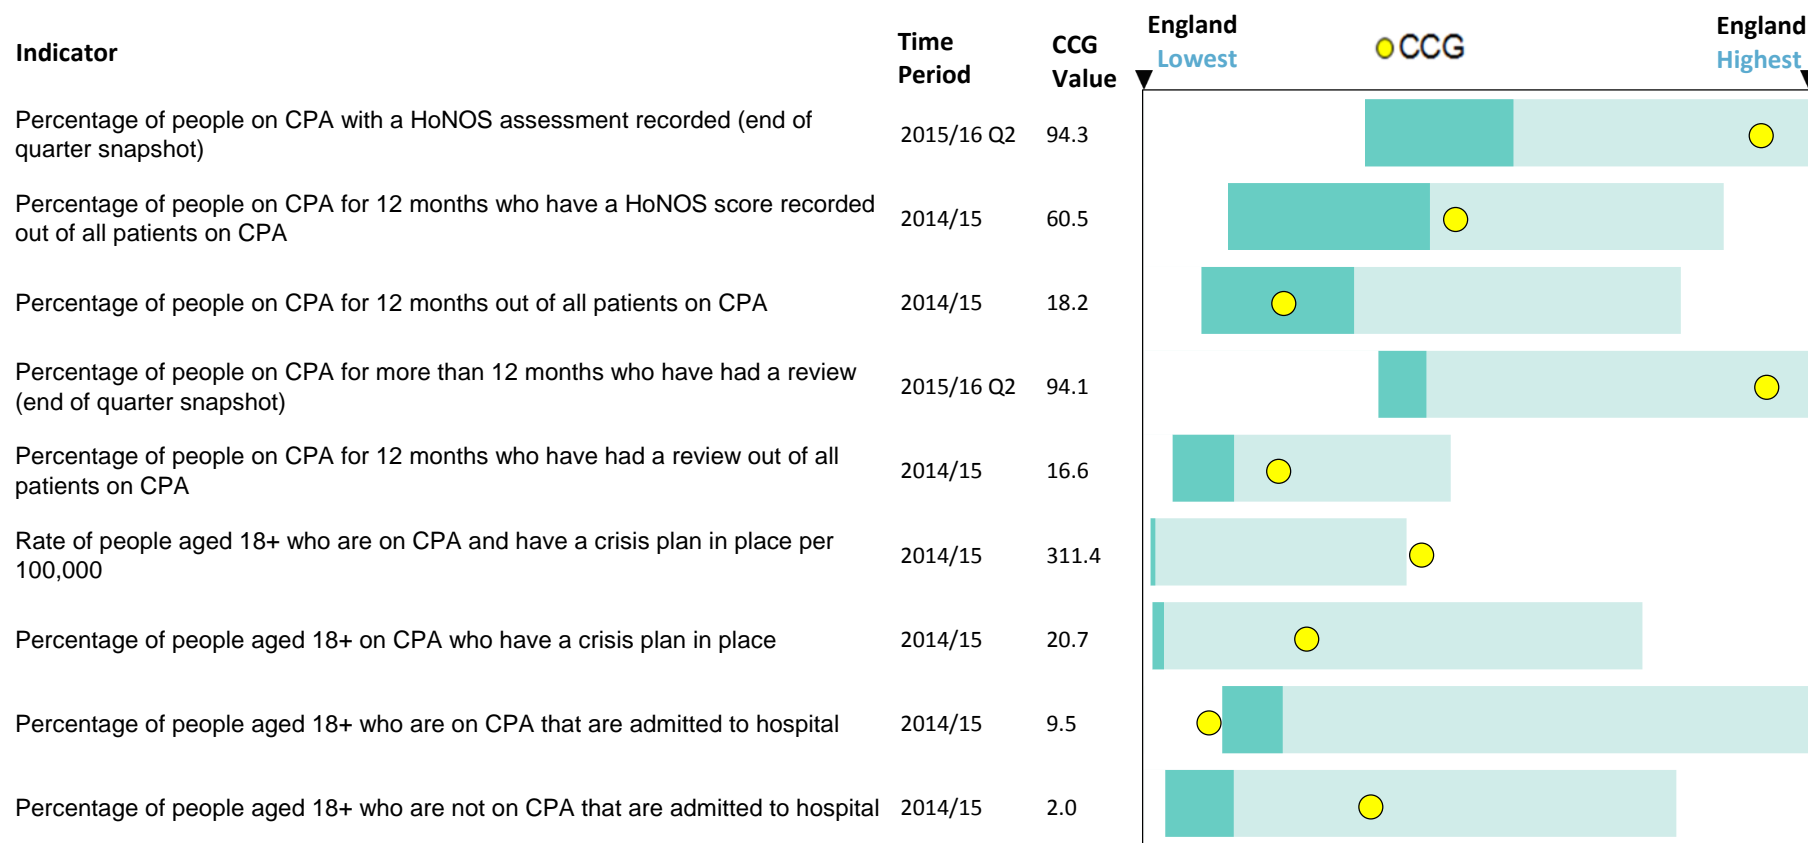 Indicator
Time
Period
CCG
Value
England
Lowest
CCG
England
Highest
Percentage of people on CPA with a HoNOS assessment recorded (end of
quarter snapshot)
2015/16 Q2
94.3
Percentage of people on CPA for 12 months who have a HoNOS score recorded
out of all patients on CPA
2014/15
60.5
Percentage of people on CPA for 12 months out of all patients on CPA
2014/15
18.2
Percentage of people on CPA for more than 12 months who have had a review
(end of quarter snapshot)
2015/16 Q2
94.1
Percentage of people on CPA for 12 months who have had a review out of all
patients on CPA
2014/15
16.6
Rate of people aged 18+ who are on CPA and have a crisis plan in place per
100,000
2014/15
311.4
Percentage of people aged 18+ on CPA who have a crisis plan in place
2014/15
20.7
Percentage of people aged 18+ who are on CPA that are admitted to hospital
2014/15
9.5
Percentage of people aged 18+ who are not on CPA that are admitted to hospital
2014/15
2.0